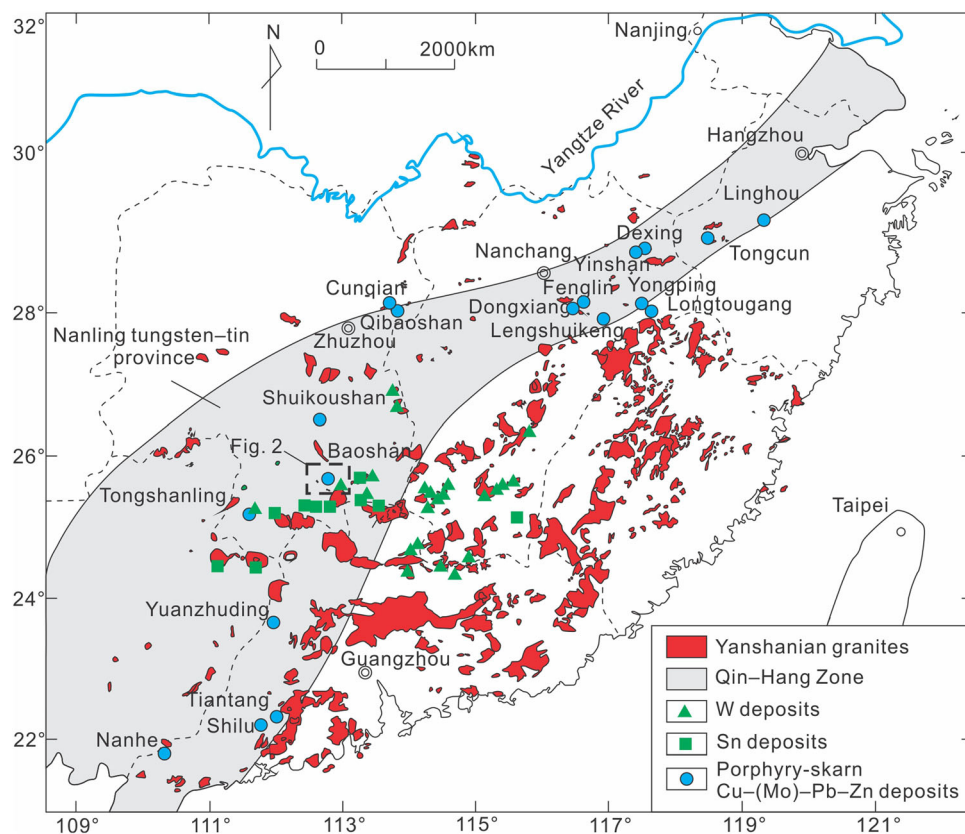 32°
Nanjing
N
0 2000km
Yangtze River
30°
Hangzhou
Linghou
Dexing
Nanchang
Yinshan
Tongcun
Cunqian
Fenglin
Yongping
28°
Dongxiang
Longtougang
Qibaoshan
Lengshuikeng
Zhuzhou
Nanling tungsten–tin
province
Shuikoushan
26°
Fig. 2
Baoshan
Tongshanling
Taipei
24°
Yuanzhuding
Guangzhou
Yanshanian granites
Qin–Hang Zone
Tiantang
W deposits
Shilu
22°
Nanhe
Sn deposits
Porphyry-skarn
Cu–(Mo)–Pb–Zn deposits
109°
111°
113°
115°
117°
119°
121°